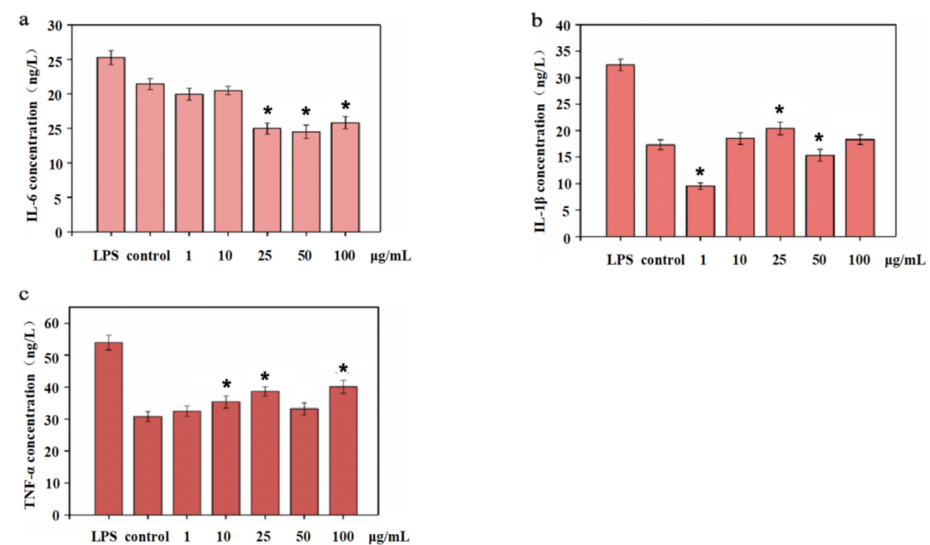 a
IL-6 concentration（ng/L）
30
25
20
15
10
5
0
* * *
LPS control 1 10 25 50 100 μg/mL
b
IL-1β concentration（ng/L）
40
35
30
25
20
15
10
5
0
* * *
LPS control 1 10 25 50 100 μg/mL
c
TNF-α concentration（ng/L）
60
50
40
30
20
10
0
* * *
LPS control 1 10 25 50 100 μg/mL